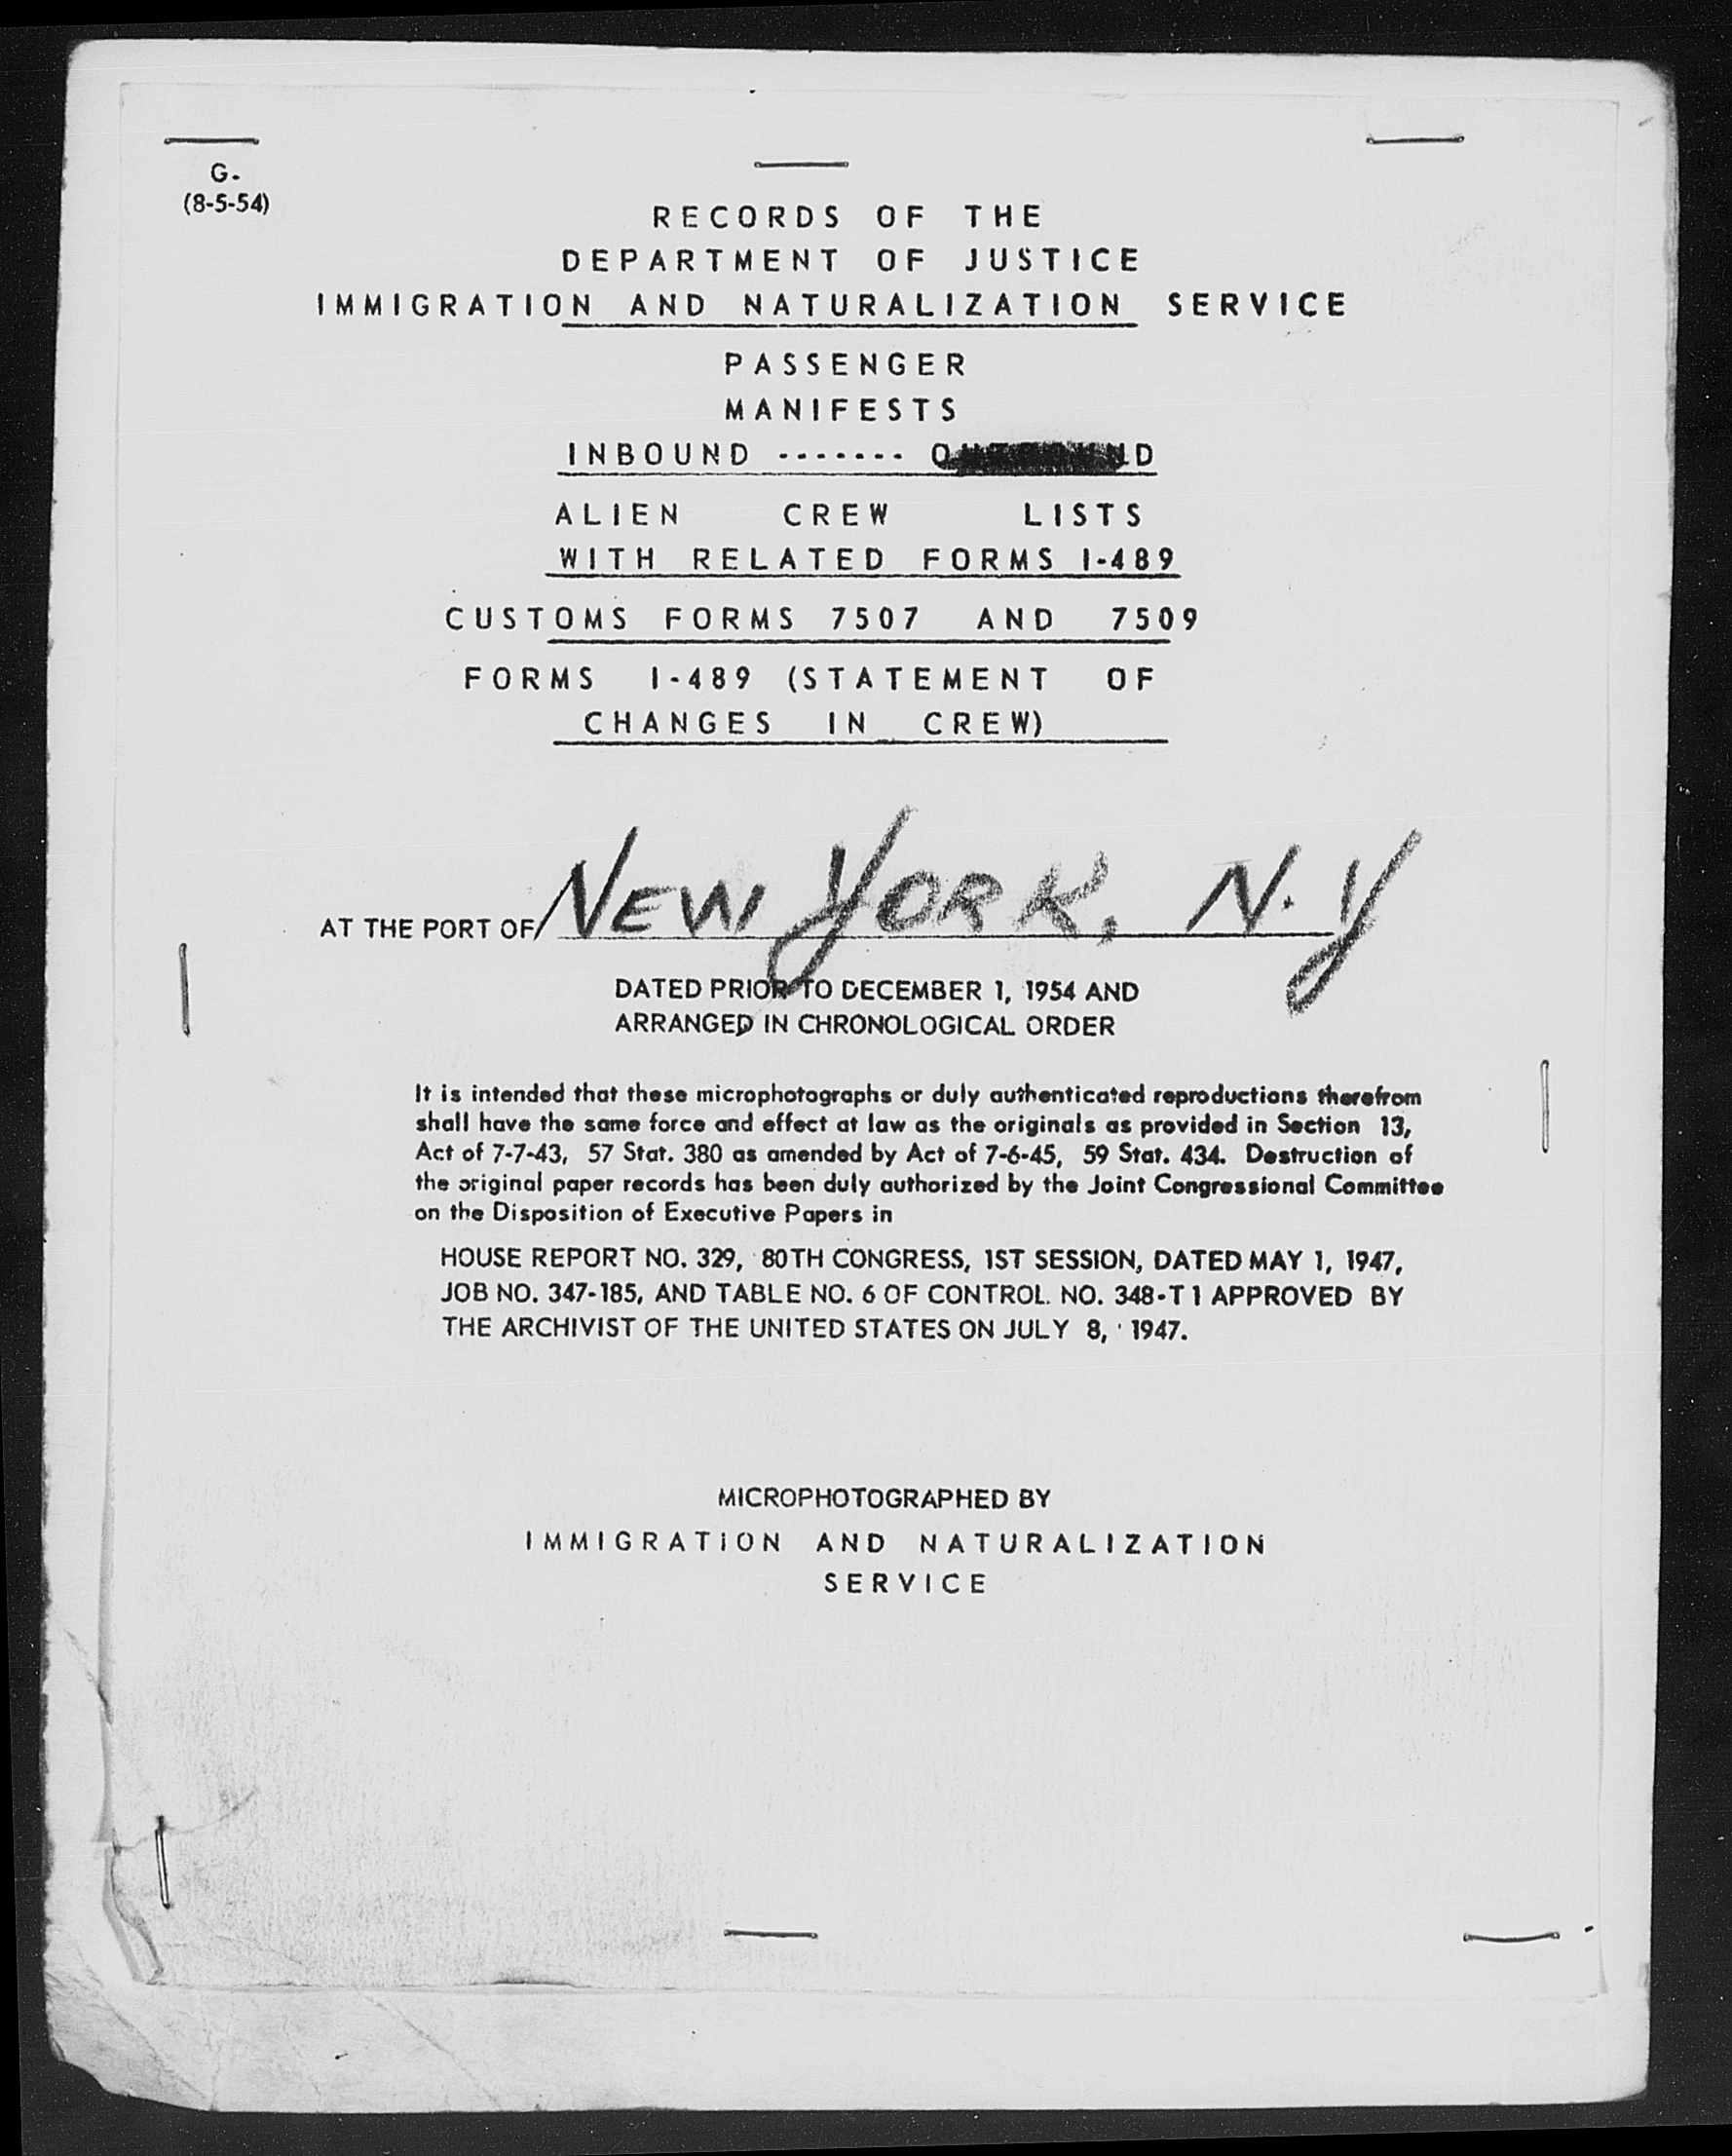 G.
(8-5-54)
RECORDS OF THE
DEPARTMENT OF JUSTICE
IMMIGRATION AND NATURALIZATION SERVICE
PASSENGER
MANIFESTS
INBOUND -------
ALIEN CREW LISTS
WITH RELATED FORMS I-489
CUSTOMS FORMS 7507 AND 7509
FORMS I-489 (STATEMENT OF
CHANGES IN CREW)
AT THE PORT OF NEW YORK, N.Y
DATED PRIOR TO DECEMBER 1, 1954 AND
ARRANGED IN CHRONOLOGICAL ORDER
It is intended that these microphotographs or duly authenticated reproductions therefrom
shall have the same force and effect at law as the originals as provided in Section 13,
Act of 7-7-43, 57 Stat. 380 as amended by Act of 7-6-45, 59 Stat. 434. Destruction of
the original paper records has been duly authorized by the Joint Congressional Committee
on the Disposition of Executive Papers in
HOUSE REPORT NO. 329, 80TH CONGRESS, 1ST SESSION, DATED MAY 1, 1947,
JOB NO. 347-185, AND TABLE NO. 6 OF CONTROL NO. 348-T1 APPROVED BY
THE ARCHIVIST OF THE UNITED STATES ON JULY 8, 1947.
MICROPHOTOGRAPHED BY
IMMIGRATION AND NATURALIZATION
SERVICE